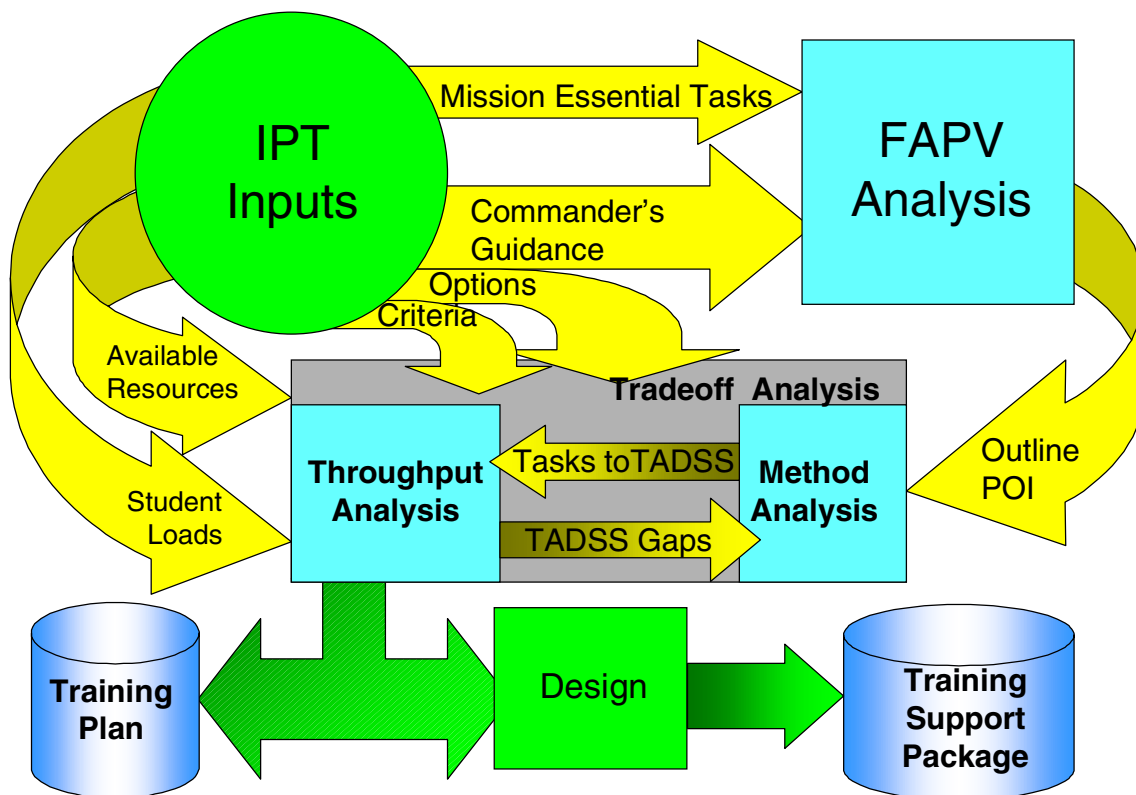 IPT
Inputs
Mission Essential Tasks
FAPV
Analysis
Commander's
Guidance
Options
Criteria
Available
Resources
Tradeoff Analysis
Outline
POI
Student
Loads
Throughput
Analysis
Tasks toTADSS
Method
Analysis
TADSS Gaps
Training
Plan
Design
Training
Support
Package